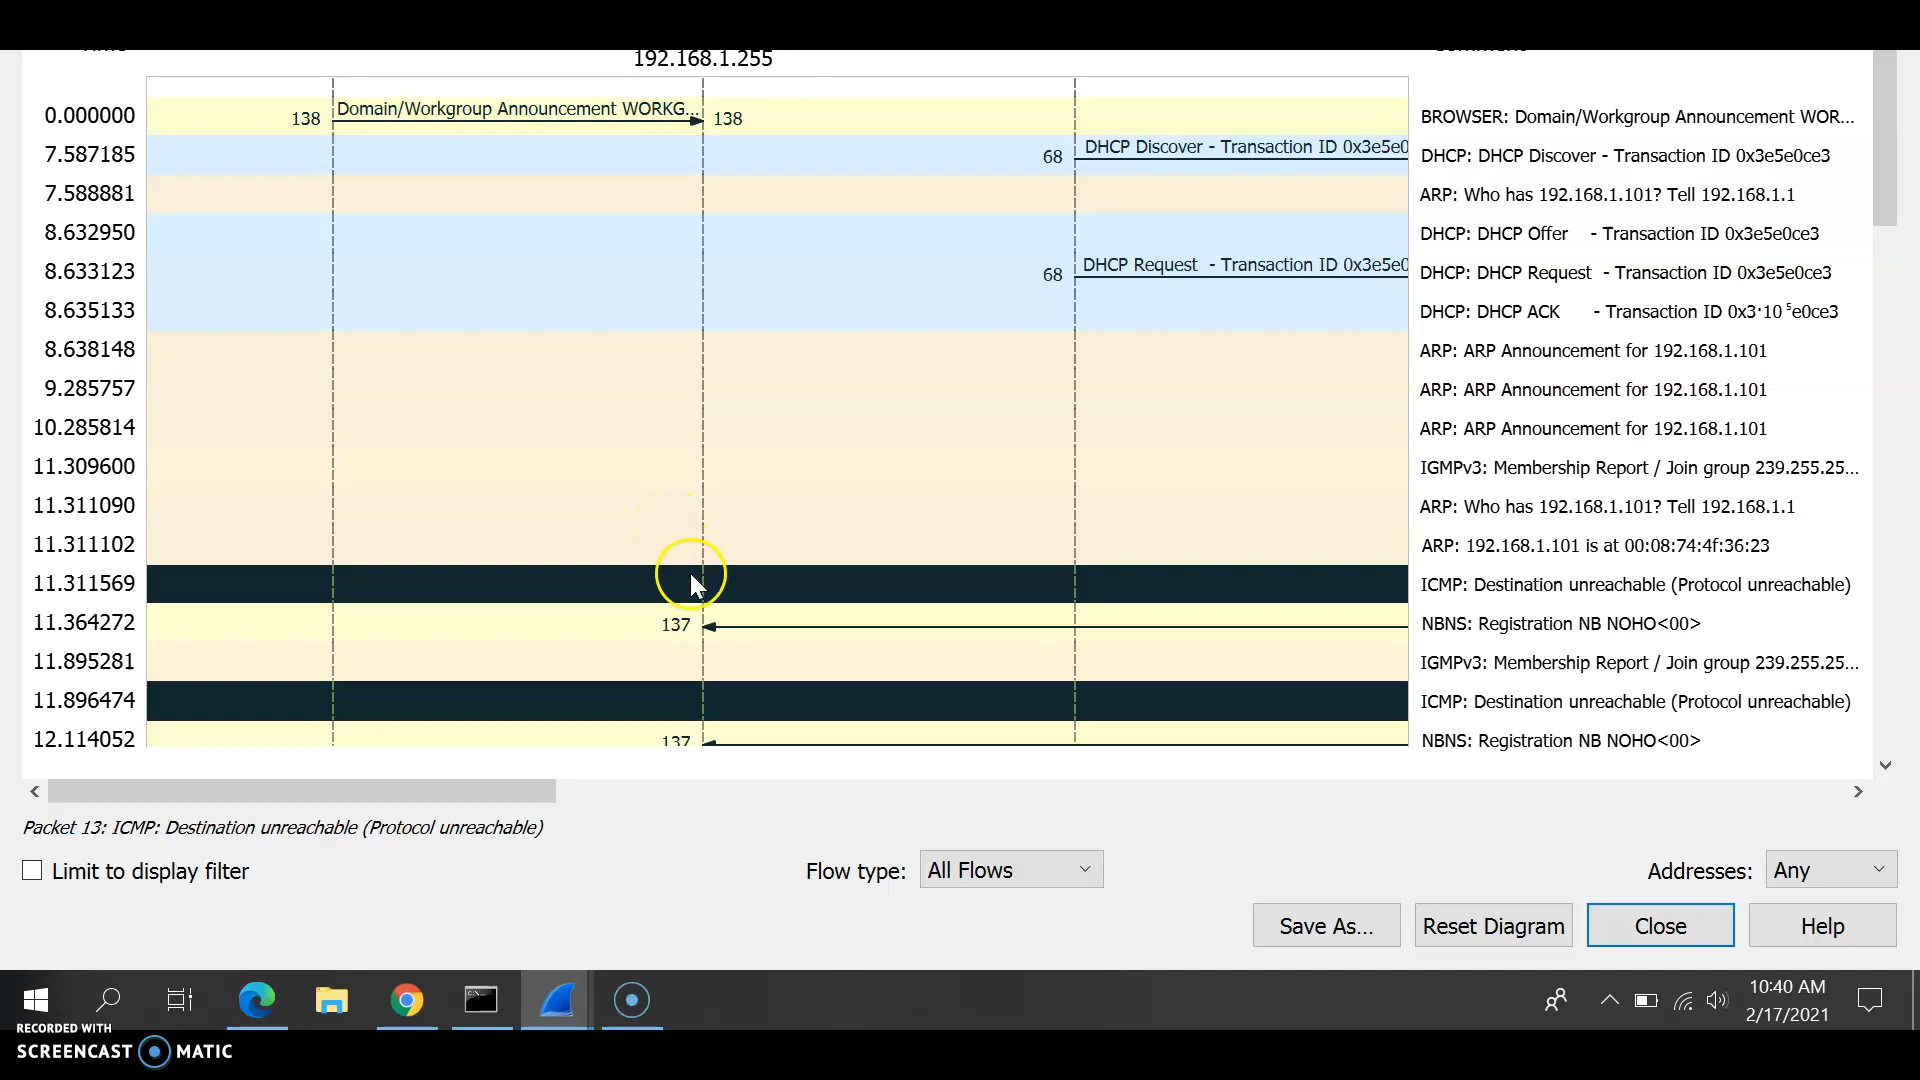 192.168.1.255
0.000000 138 Domain/Workgroup Announcement WORKG... 138 BROWSER: Domain/Workgroup Announcement WOR...
7.587185 68 DHCP Discover - Transaction ID 0x3e5e0 DHCP: DHCP Discover - Transaction ID 0x3e5e0ce3
7.588881 ARP: Who has 192.168.1.101? Tell 192.168.1.1
8.632950 DHCP: DHCP Offer - Transaction ID 0x3e5e0ce3
8.633123 68 DHCP Request - Transaction ID 0x3e5e0 DHCP: DHCP Request - Transaction ID 0x3e5e0ce3
8.635133 DHCP: DHCP ACK - Transaction ID 0x3·10⁵e0ce3
8.638148 ARP: ARP Announcement for 192.168.1.101
9.285757 ARP: ARP Announcement for 192.168.1.101
10.285814 ARP: ARP Announcement for 192.168.1.101
11.309600 IGMPv3: Membership Report / Join group 239.255.25...
11.311090 ARP: Who has 192.168.1.101? Tell 192.168.1.1
11.311102 ARP: 192.168.1.101 is at 00:08:74:4f:36:23
11.311569 ICMP: Destination unreachable (Protocol unreachable)
11.364272 137 NBNS: Registration NB NOHO<00>
11.895281 IGMPv3: Membership Report / Join group 239.255.25...
11.896474 ICMP: Destination unreachable (Protocol unreachable)
12.114052 137 NBNS: Registration NB NOHO<00>
Packet 13: ICMP: Destination unreachable (Protocol unreachable)
Limit to display filter Flow type: All Flows Addresses: Any
Save As... Reset Diagram Close Help
10:40 AM
2/17/2021
RECORDED WITH
SCREENCAST MATIC